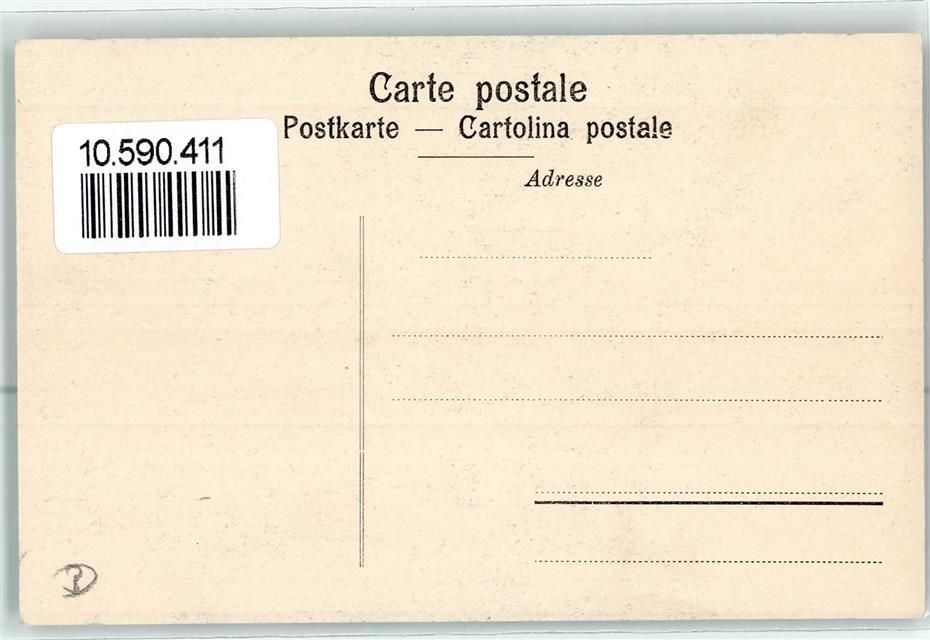 Carte postale
Postkarte — Cartolina postale
Adresse
10.590.411